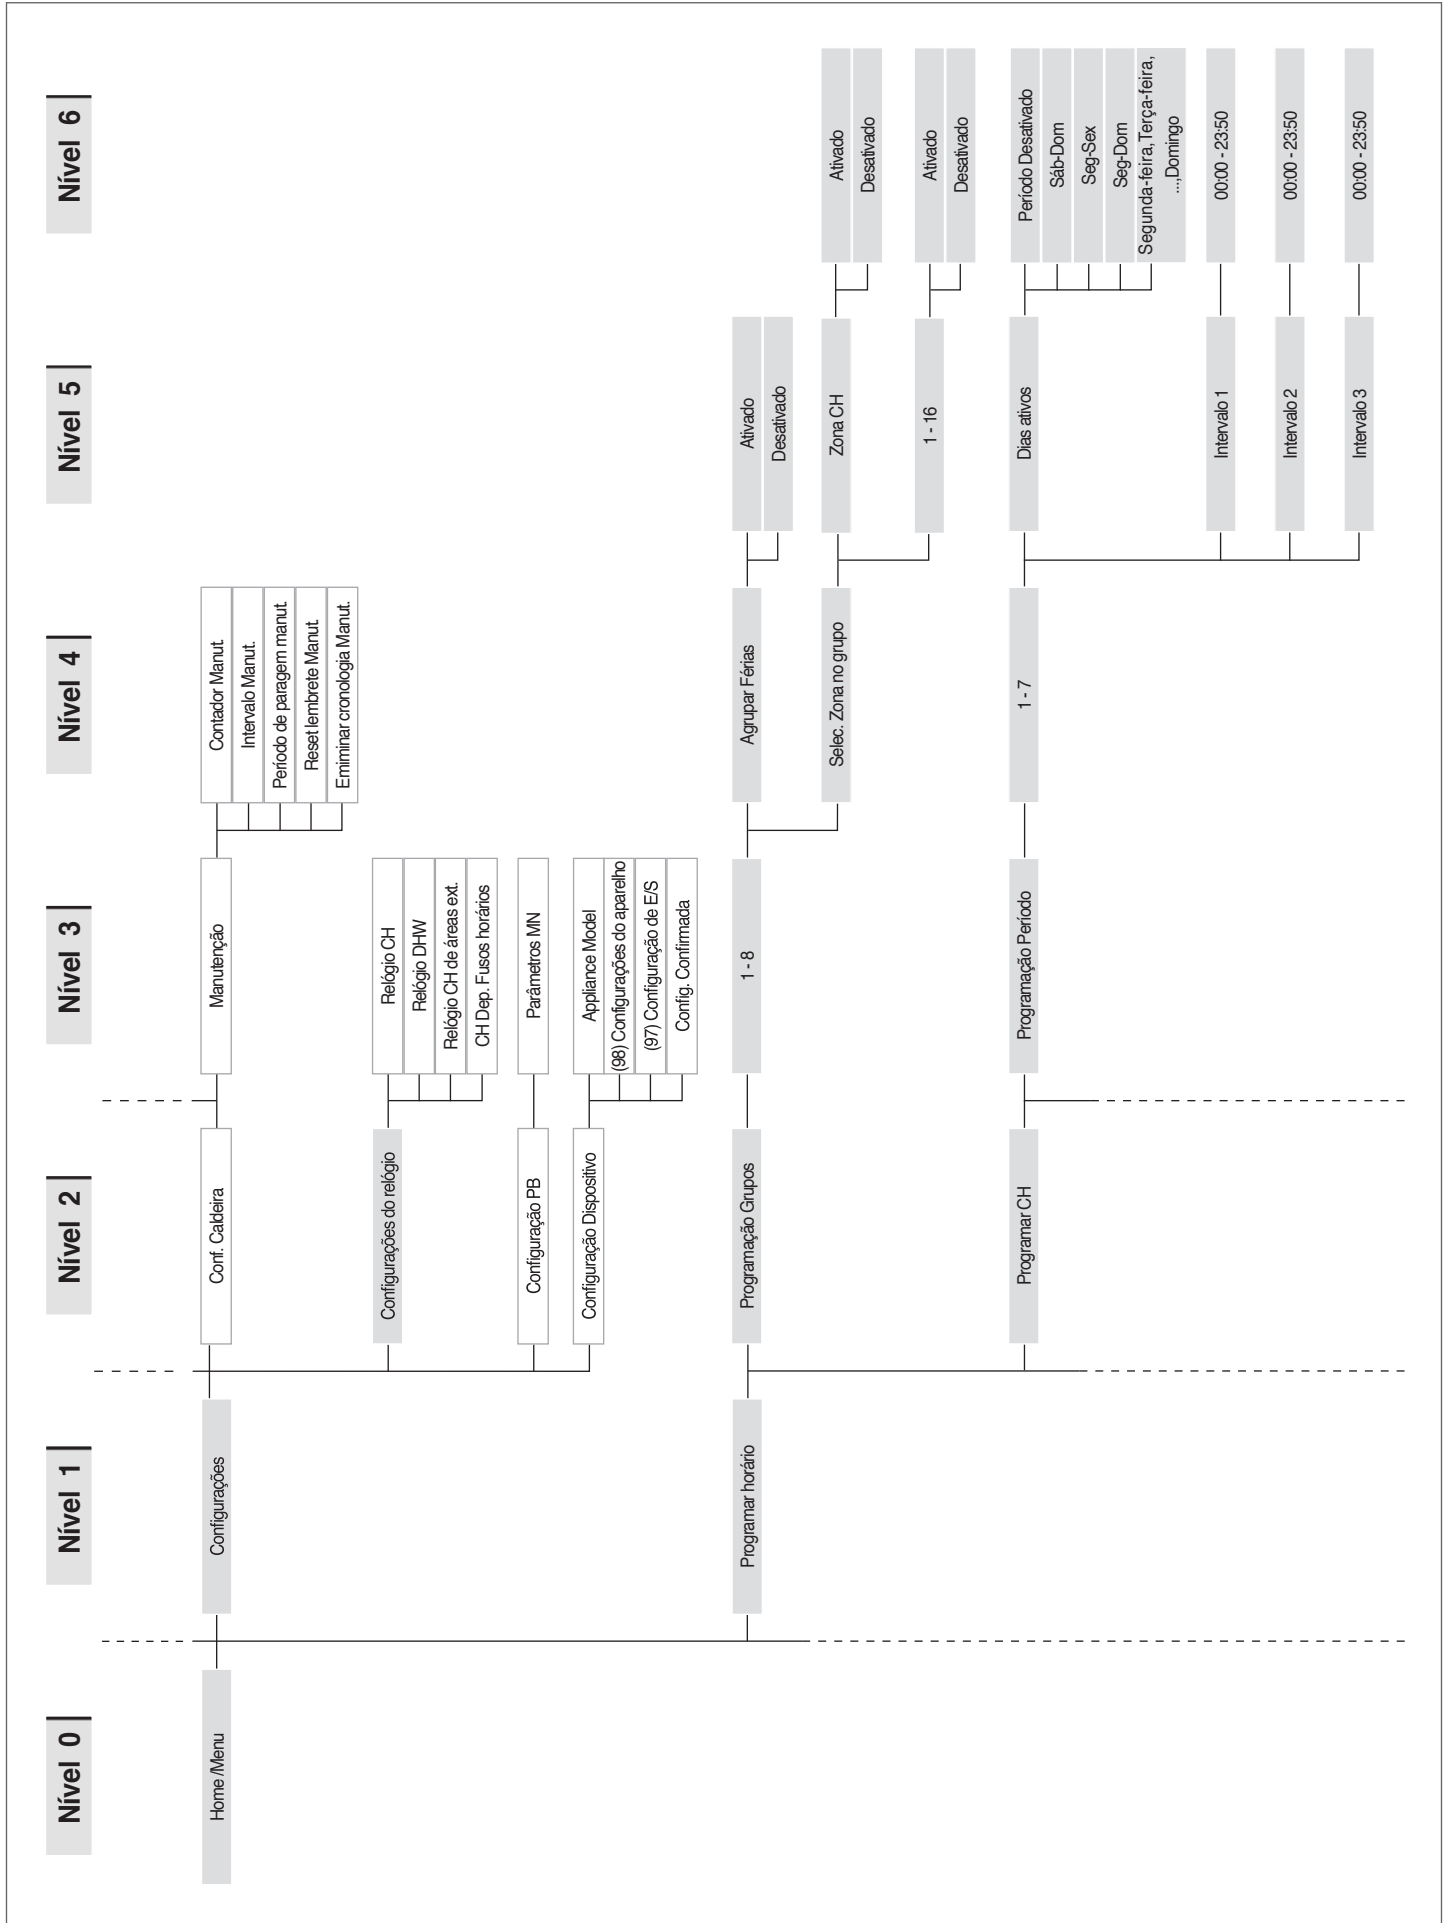 Nível 0
Nível 1
Nível 2
Nível 3
Nível 4
Nível 5
Nível 6
Home /Menu
Configurações
Conf. Caldeira
Manutenção
Contador Manut.
Intervalo Manut.
Período de paragem manut.
Reset lembrete Manut.
Emiminar cronologia Manut.
Configurações do relógio
Relógio CH
Relógio DHW
Relógio CH de áreas ext.
CH Dep. Fusos horários
Configuração PB
Parâmetros MN
Configuração Dispositivo
Appliance Model
(98) Configurações do aparelho
(97) Configuração de E/S
Config. Confirmada
Programar horário
Programação Grupos
1 - 8
Agrupar Férias
Ativado
Desativado
Selec. Zona no grupo
Zona CH
Ativado
Desativado
1 - 16
Ativado
Desativado
Programar CH
Programação Período
1 - 7
Dias ativos
Período Desativado
Sáb-Dom
Seg-Sex
Seg-Dom
Segunda-feira,Terça-feira,
...,Domingo
Intervalo 1
00:00 - 23:50
Intervalo 2
00:00 - 23:50
Intervalo 3
00:00 - 23:50